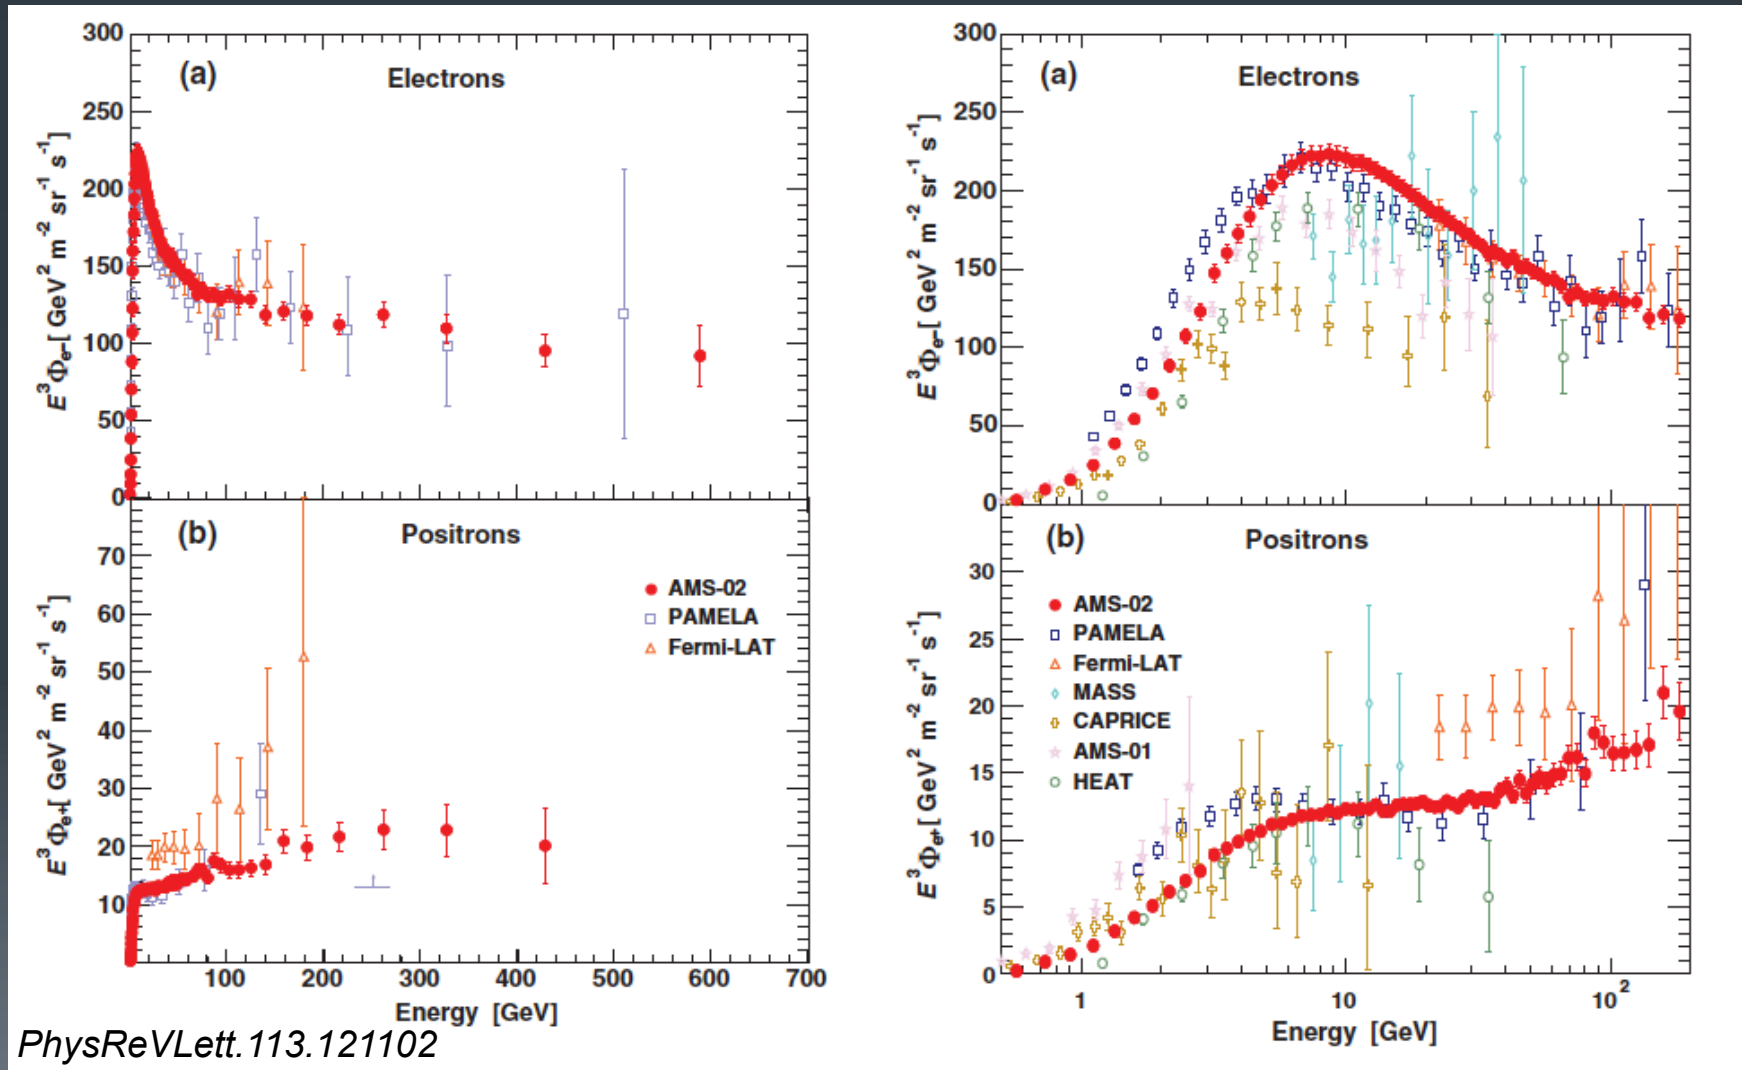 300
250
200
150
100
50
0
(a)
Electrons
E³Φe-[ GeV² m⁻² sr⁻¹ s⁻¹]
70
60
50
40
30
20
10
(b)
Positrons
AMS-02
PAMELA
Fermi-LAT
E³Φe+[ GeV² m⁻² sr⁻¹ s⁻¹]
100 200 300 400 500 600 700
Energy [GeV]
PhysReVLett.113.121102
300
250
200
150
100
50
0
(a)
Electrons
E³Φe-[ GeV² m⁻² sr⁻¹ s⁻¹]
30
25
20
15
10
5
0
(b)
Positrons
AMS-02
PAMELA
Fermi-LAT
MASS
CAPRICE
AMS-01
HEAT
E³Φe+[ GeV² m⁻² sr⁻¹ s⁻¹]
1 10 10²
Energy [GeV]